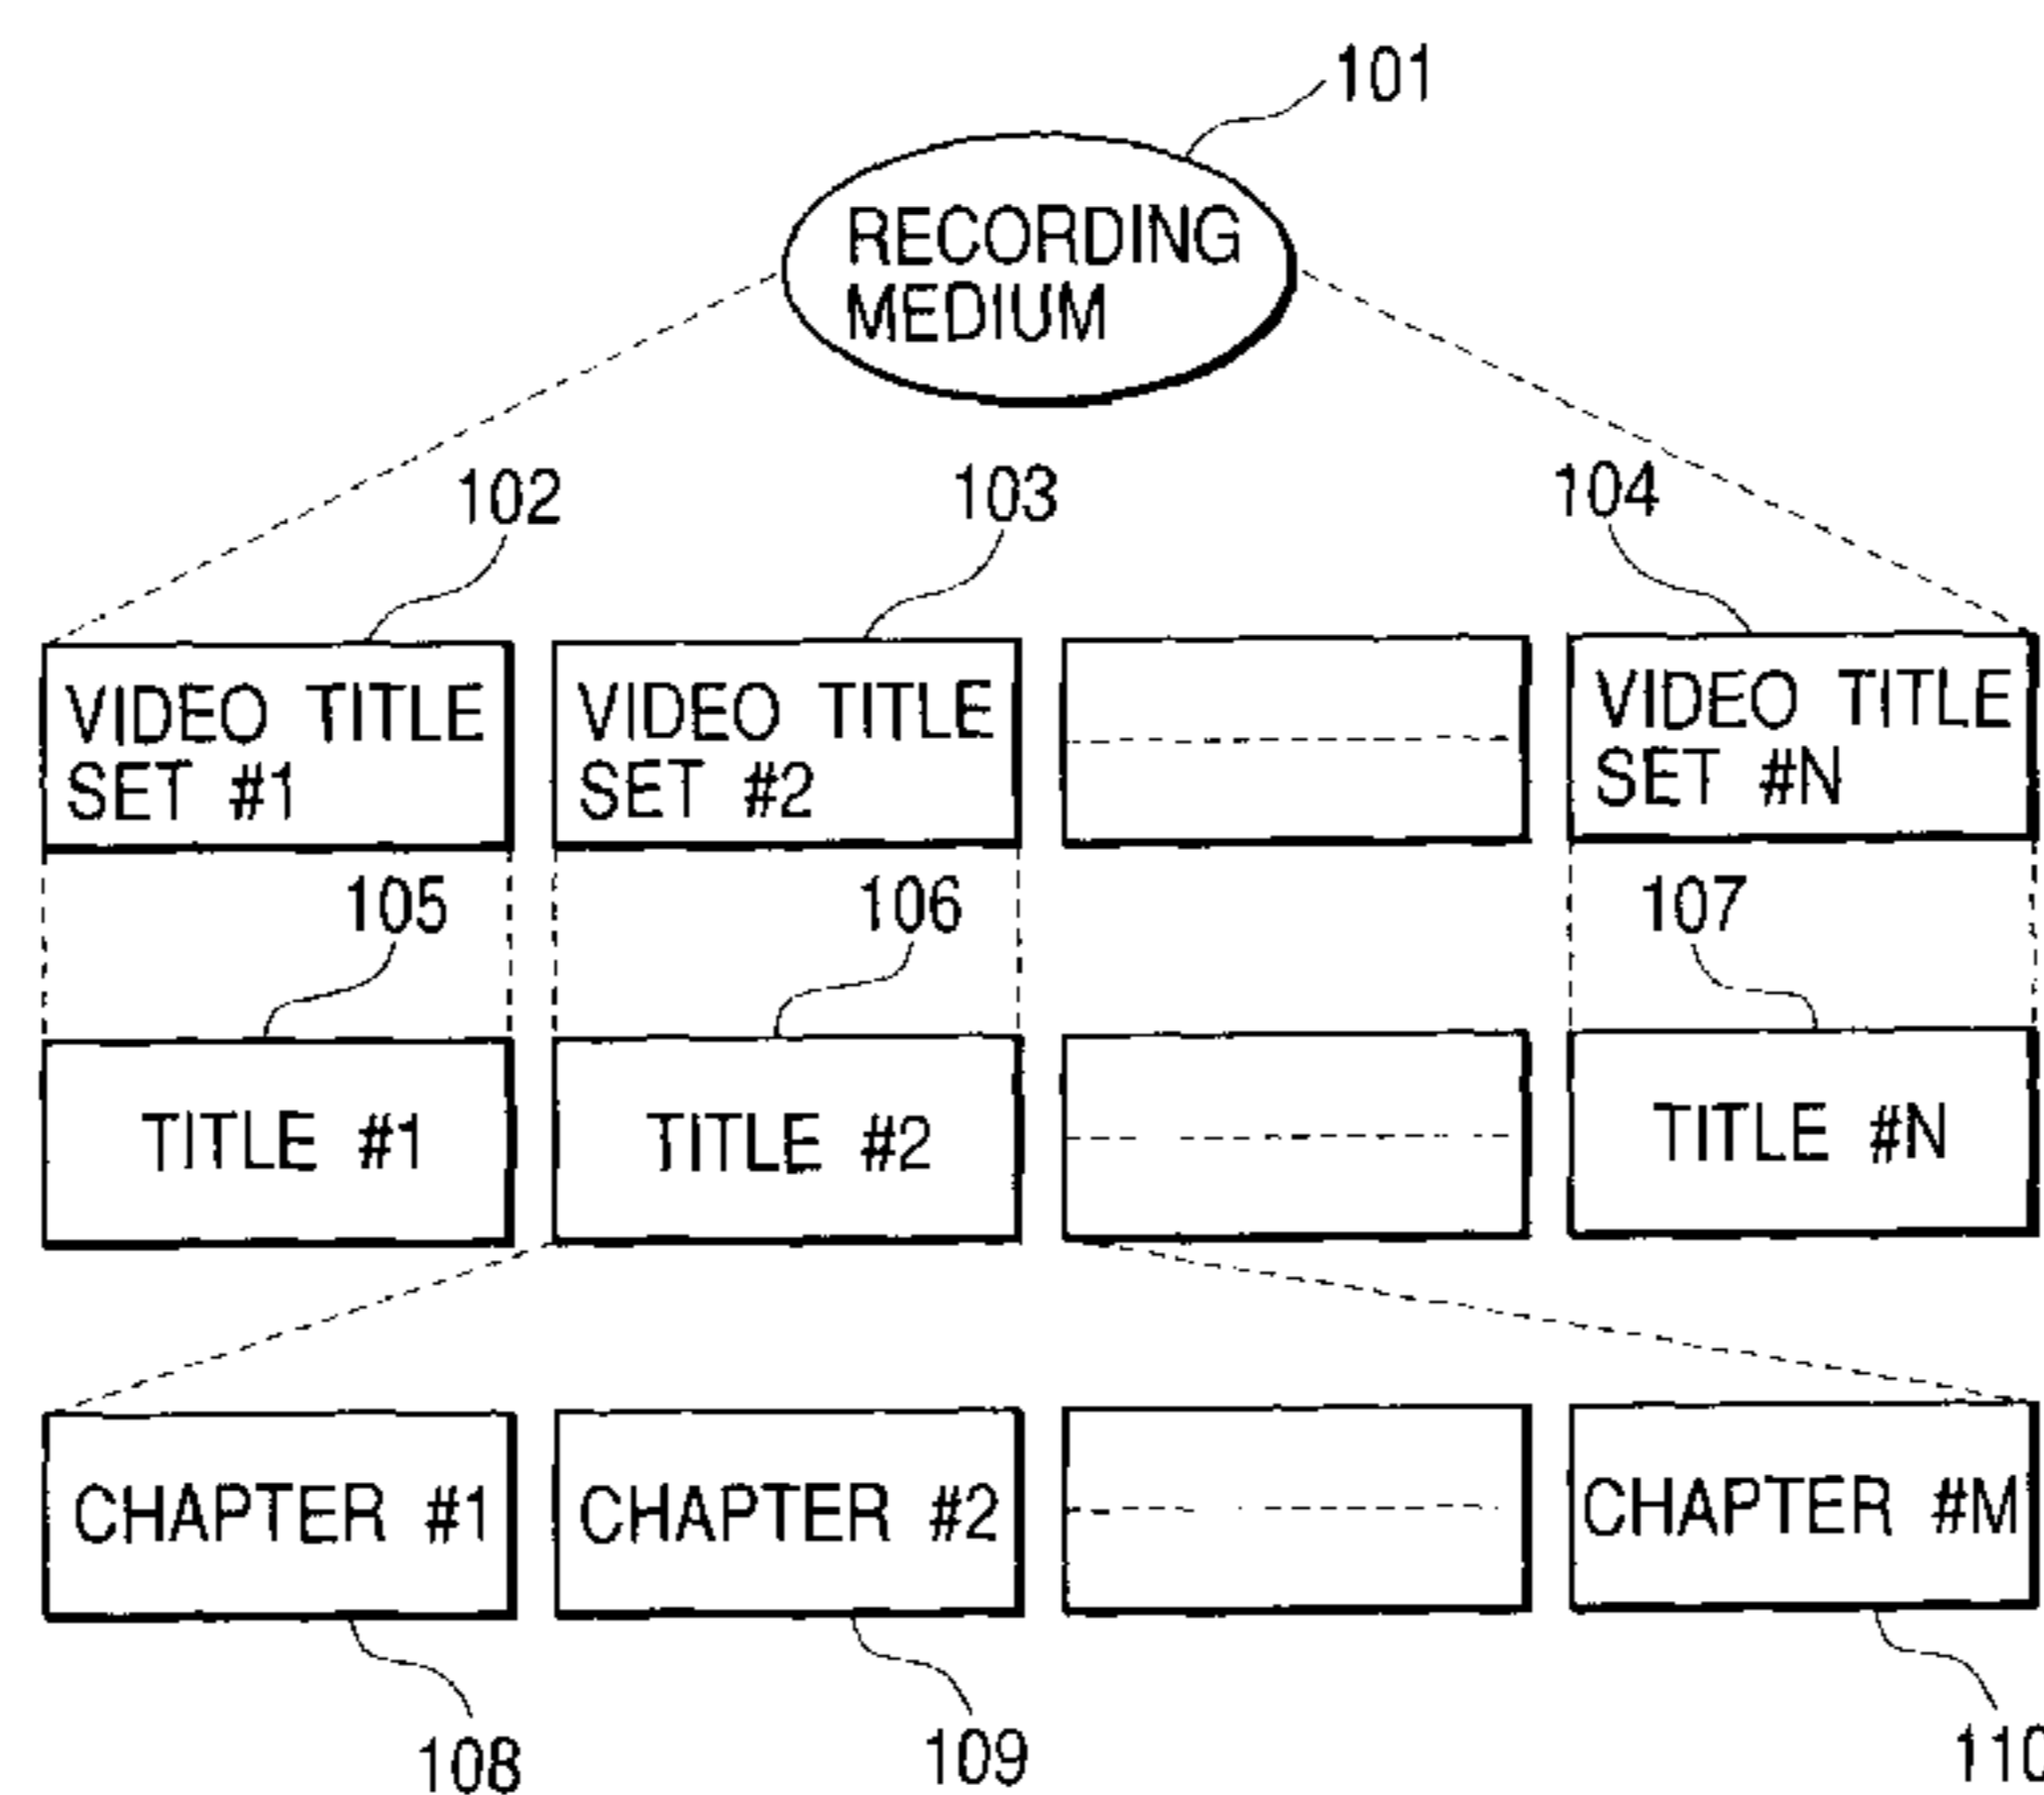 101
RECORDING
MEDIUM
102
103
104
VIDEO TITLE
SET #1
VIDEO TITLE
SET #2
VIDEO TITLE
SET #N
105
106
107
TITLE #1
TITLE #2
TITLE #N
CHAPTER #1
CHAPTER #2
CHAPTER #M
108
109
110